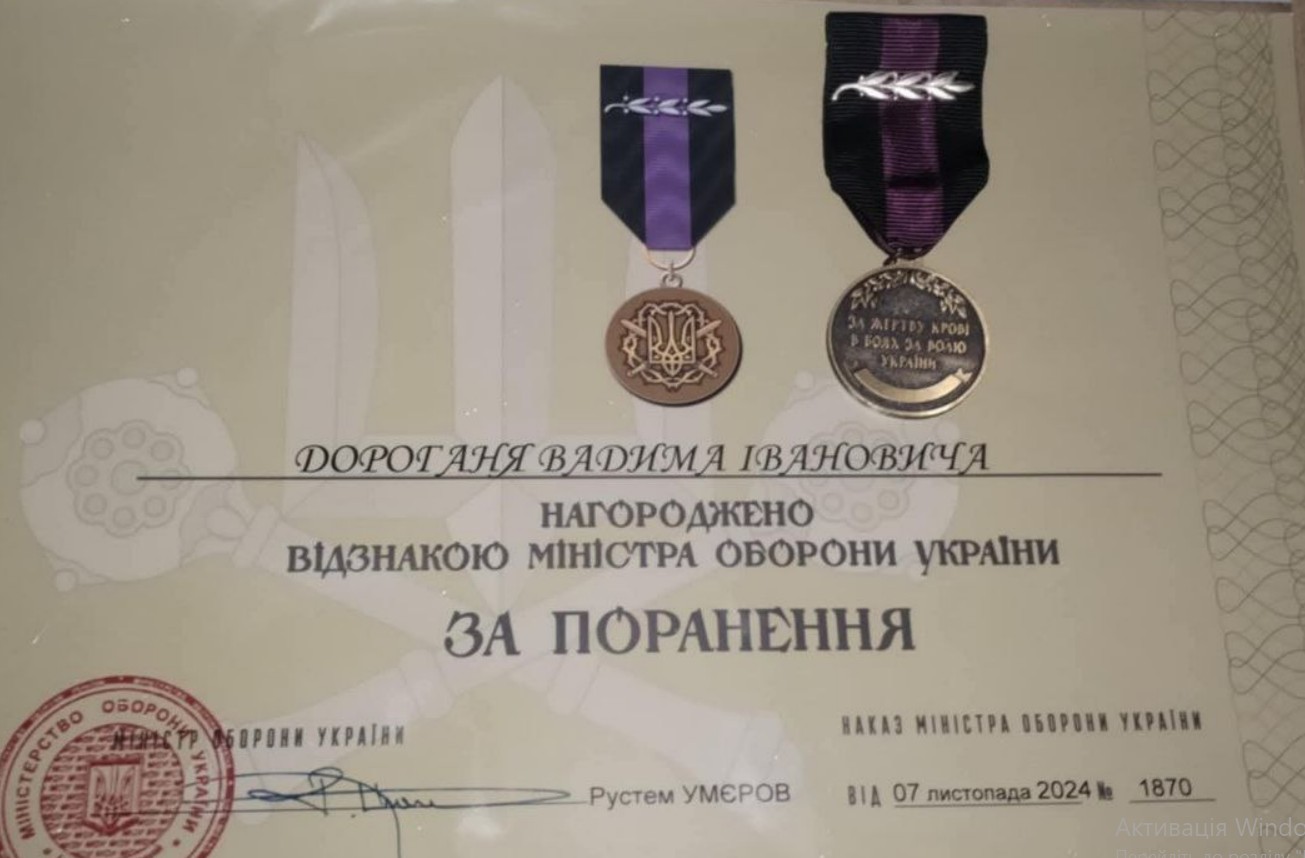 ЗА ЖЕРТВУ КРОВІ
В БОЯХ ЗА ВОЛЮ
УКРАЇНИ
ДОРОГАНЯ ВАДИМА ІВАНОВИЧА
НАГОРОДЖЕНО
ВІДЗНАКОЮ МІНІСТРА ОБОРОНИ УКРАЇНИ
ЗА ПОРАНЕННЯ
МІНІСТР ОБОРОНИ УКРАЇНИ
НАКАЗ МІНІСТРА ОБОРОНИ УКРАЇНИ
Рустем УМЄРОВ
ВІД 07 листопада 2024 № 1870
МІНІСТЕРСТВО ОБОРОНИ УКРАЇНИ
Активація Windo